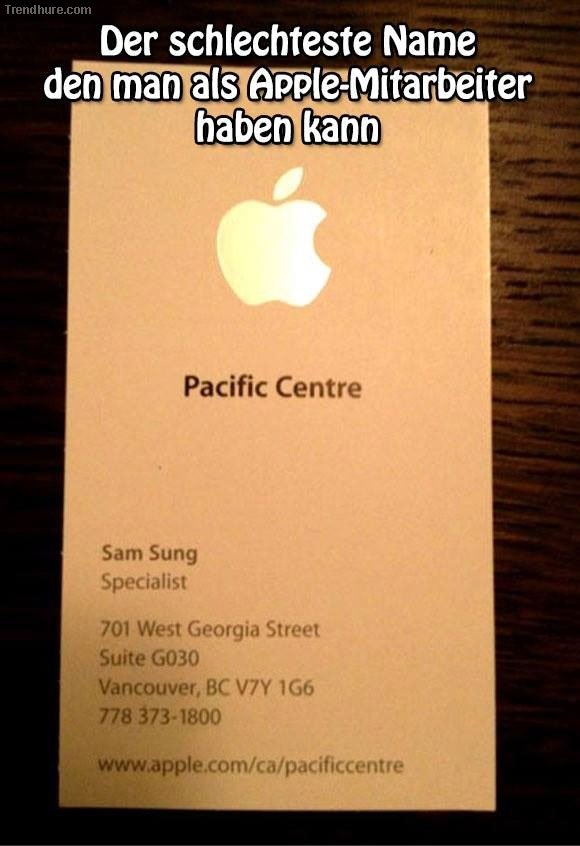 Trendhure.com
Der schlechteste Name
den man als Apple-Mitarbeiter
haben kann
Pacific Centre
Sam Sung
Specialist
701 West Georgia Street
Suite G030
Vancouver, BC V7Y 1G6
778 373-1800
www.apple.com/ca/pacificcentre